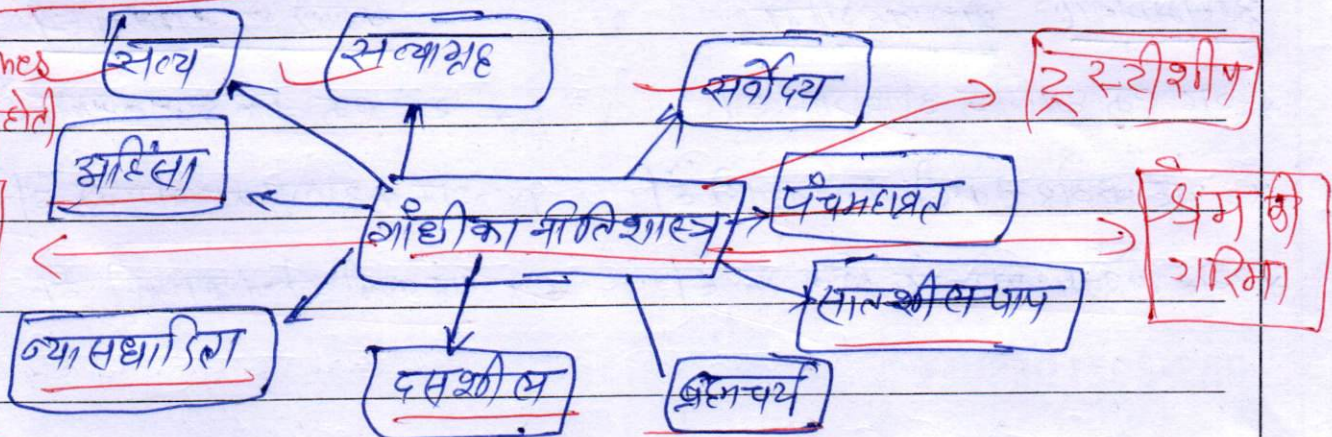 सत्य
सत्याग्रह
सर्वोदय
ट्रस्टीशीप
होती
अहिंसा
गाँधी का नीतिशास्त्र
पंचमहाव्रत
श्रम की
गरिमा
सात शील पाप
न्यासधारिता
दसशील
ब्रह्मचर्य